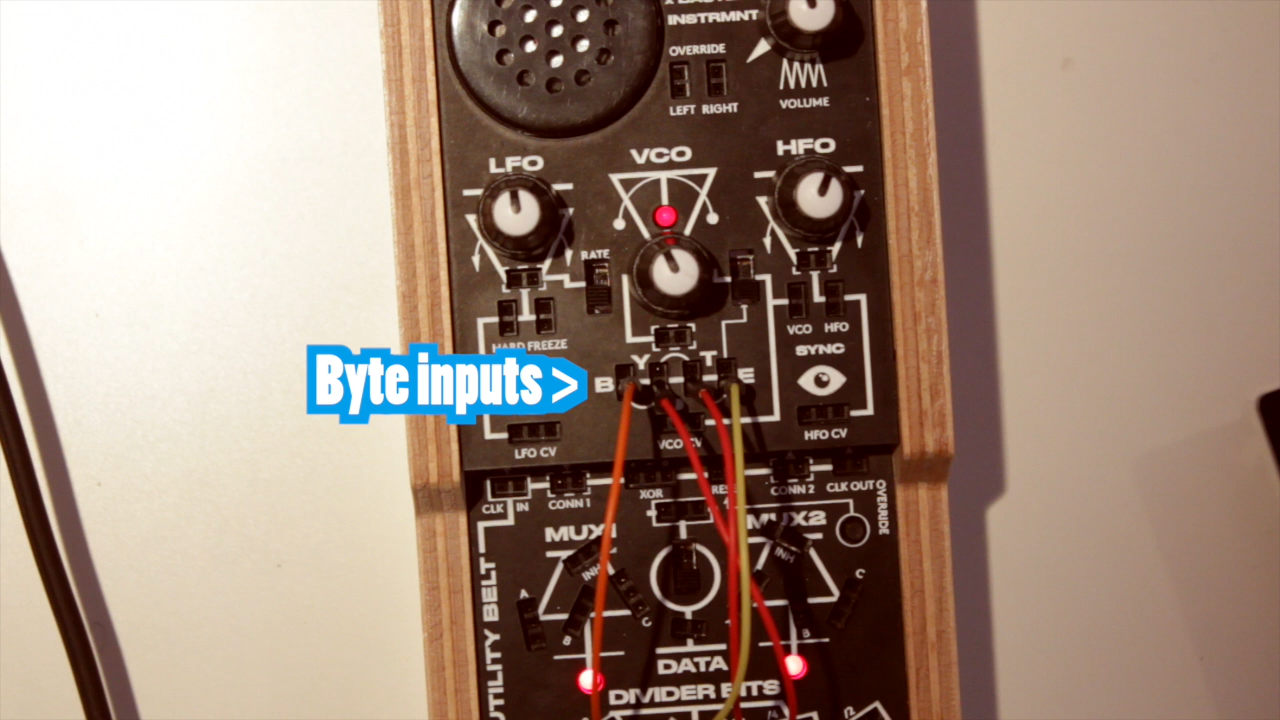 INSTRMNT
OVERRIDE
LEFT RIGHT
VOLUME
LFO
VCO
HFO
RATE
VCO HFO
HARD FREEZE
SYNC
Byte inputs >
B Y T E
VCO CV
HFO CV
LFO CV
CLK IN
CONN 1
XOR
CONN 2
CLK OUT
OVERRIDE
MUX1
MUX2
INH
INH
A
B
C
B
C
UTILITY BELT
DATA
DIVIDER BITS
/4
/2